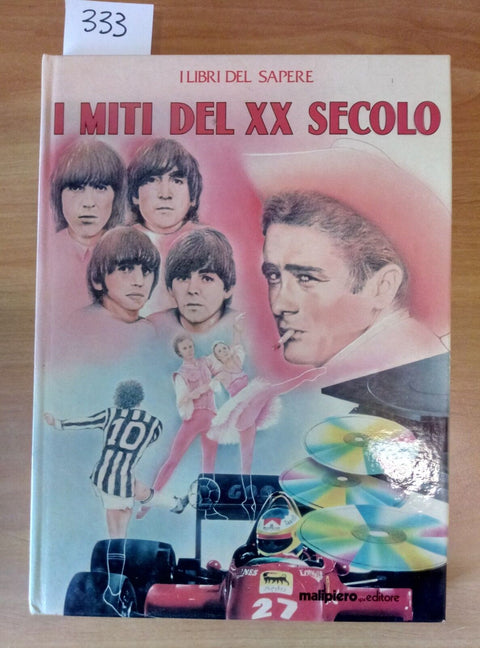 333
I LIBRI DEL SAPERE
I MITI DEL XX SECOLO
10
27
malipiero s.p.a. editore